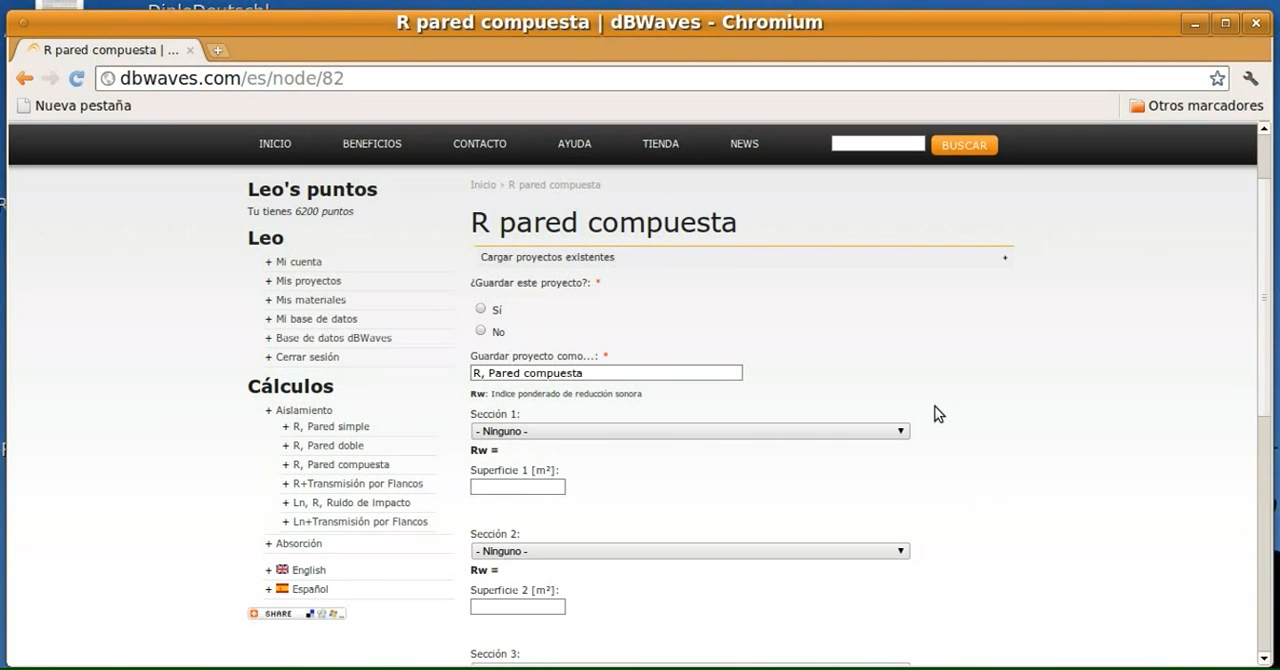 DipleDeutschl
R pared compuesta | dBWaves - Chromium
R pared compuesta | ...
dbwaves.com/es/node/82
Nueva pestaña
Otros marcadores
INICIO BENEFICIOS CONTACTO AYUDA TIENDA NEWS BUSCAR
Leo's puntos
Tu tienes 6200 puntos
Leo
+ Mi cuenta
+ Mis proyectos
+ Mis materiales
+ Mi base de datos
+ Base de datos dBWaves
+ Cerrar sesión
Cálculos
+ Aislamiento
+ R, Pared simple
+ R, Pared doble
+ R, Pared compuesta
+ R+Transmisión por Flancos
+ Ln, R, Ruido de impacto
+ Ln+Transmisión por Flancos
+ Absorción
+ English
+ Español
SHARE
Inicio › R pared compuesta
R pared compuesta
Cargar proyectos existentes +
¿Guardar este proyecto?: *
Sí
No
Guardar proyecto como...: *
R, Pared compuesta
Rw: Indice ponderado de reducción sonora
Sección 1:
- Ninguno -
Rw =
Superficie 1 [m²]:
Sección 2:
- Ninguno -
Rw =
Superficie 2 [m²]:
Sección 3: